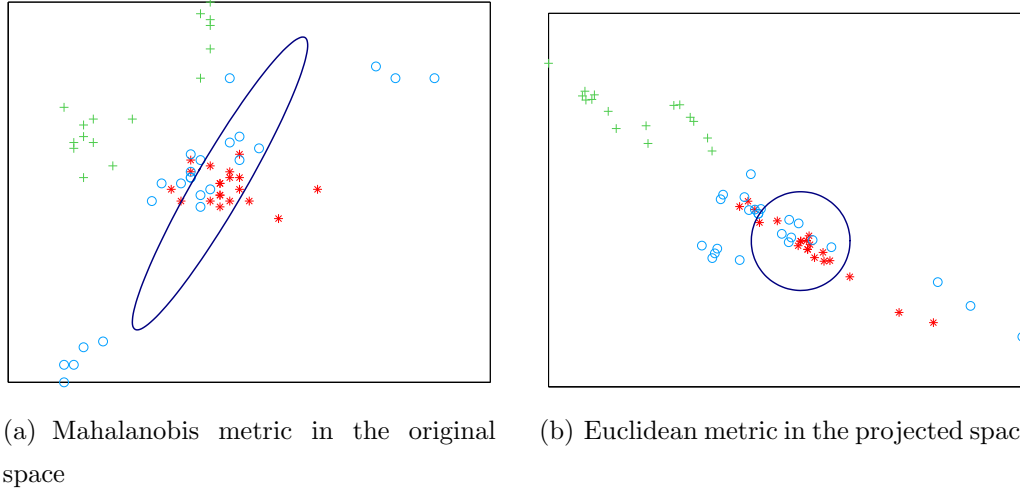 (a) Mahalanobis metric in the original
space
(b) Euclidean metric in the projected spac